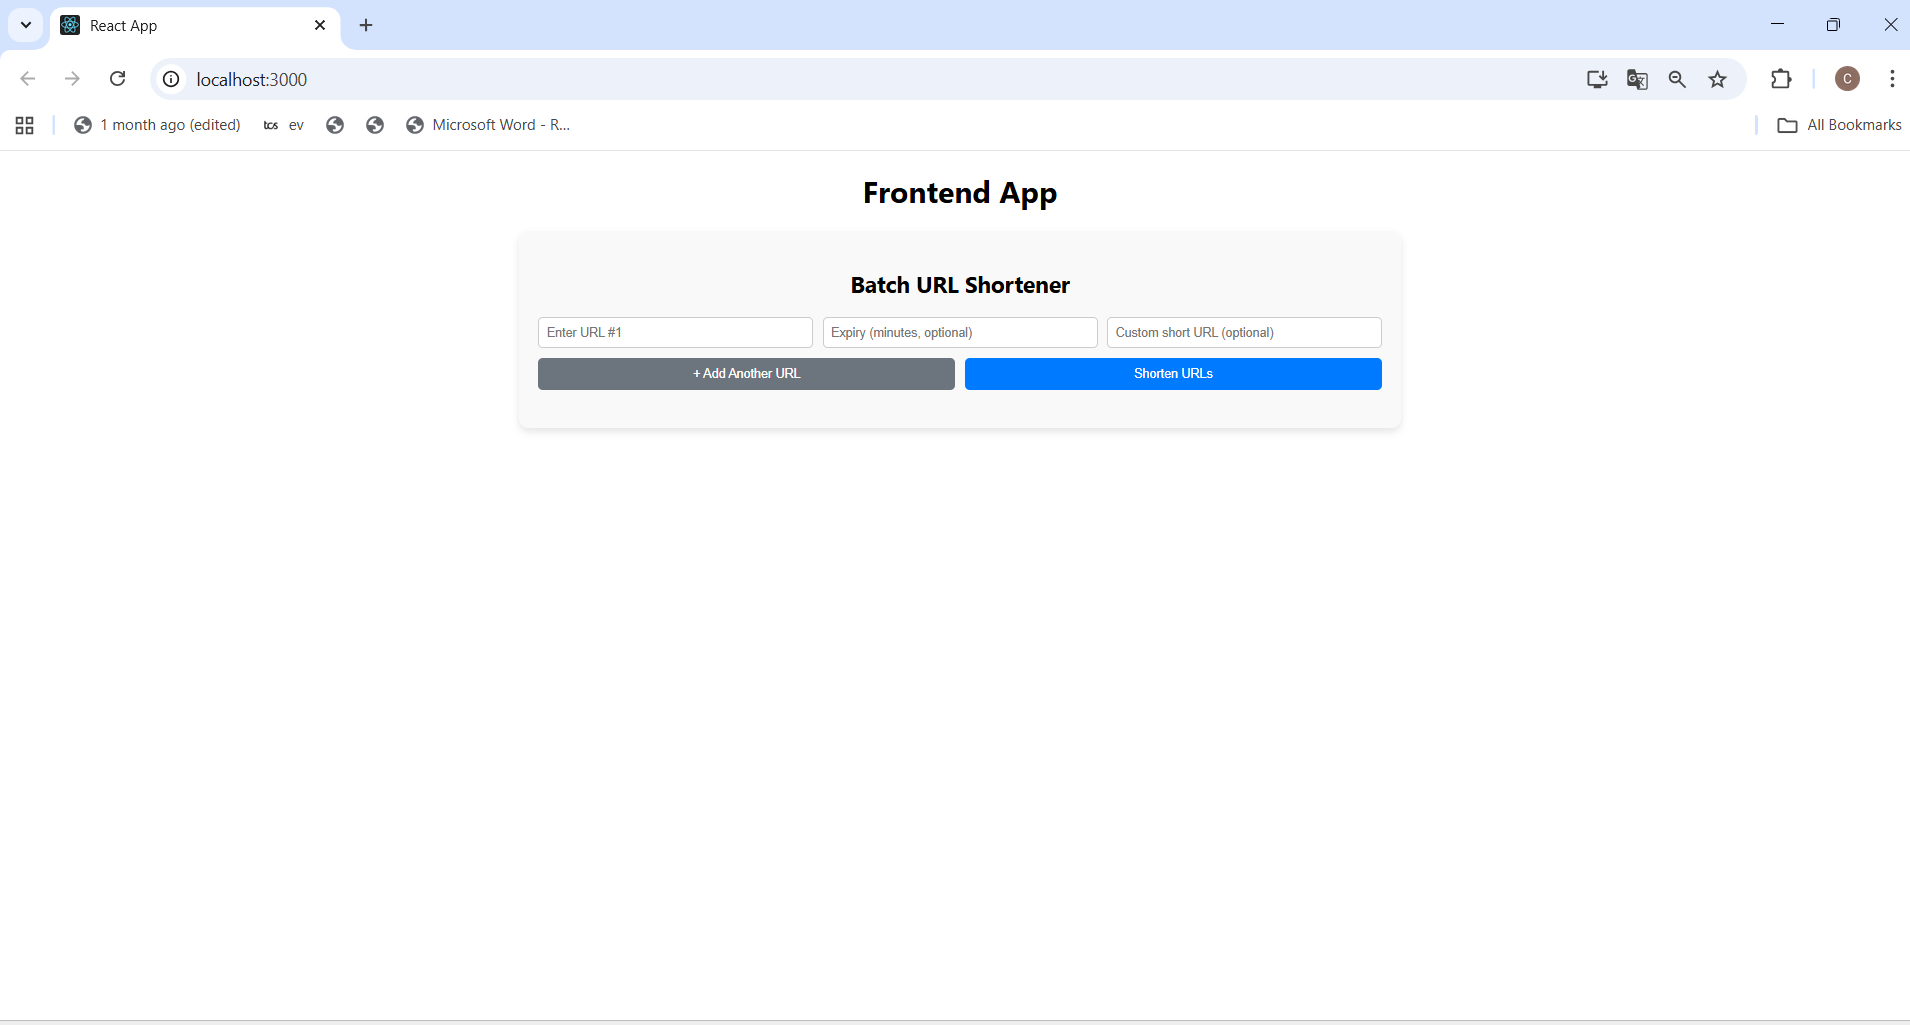 React App
localhost:3000
1 month ago (edited) tcs ev Microsoft Word - R... All Bookmarks
C
Frontend App
Batch URL Shortener
Enter URL #1 Expiry (minutes, optional) Custom short URL (optional)
+ Add Another URL Shorten URLs